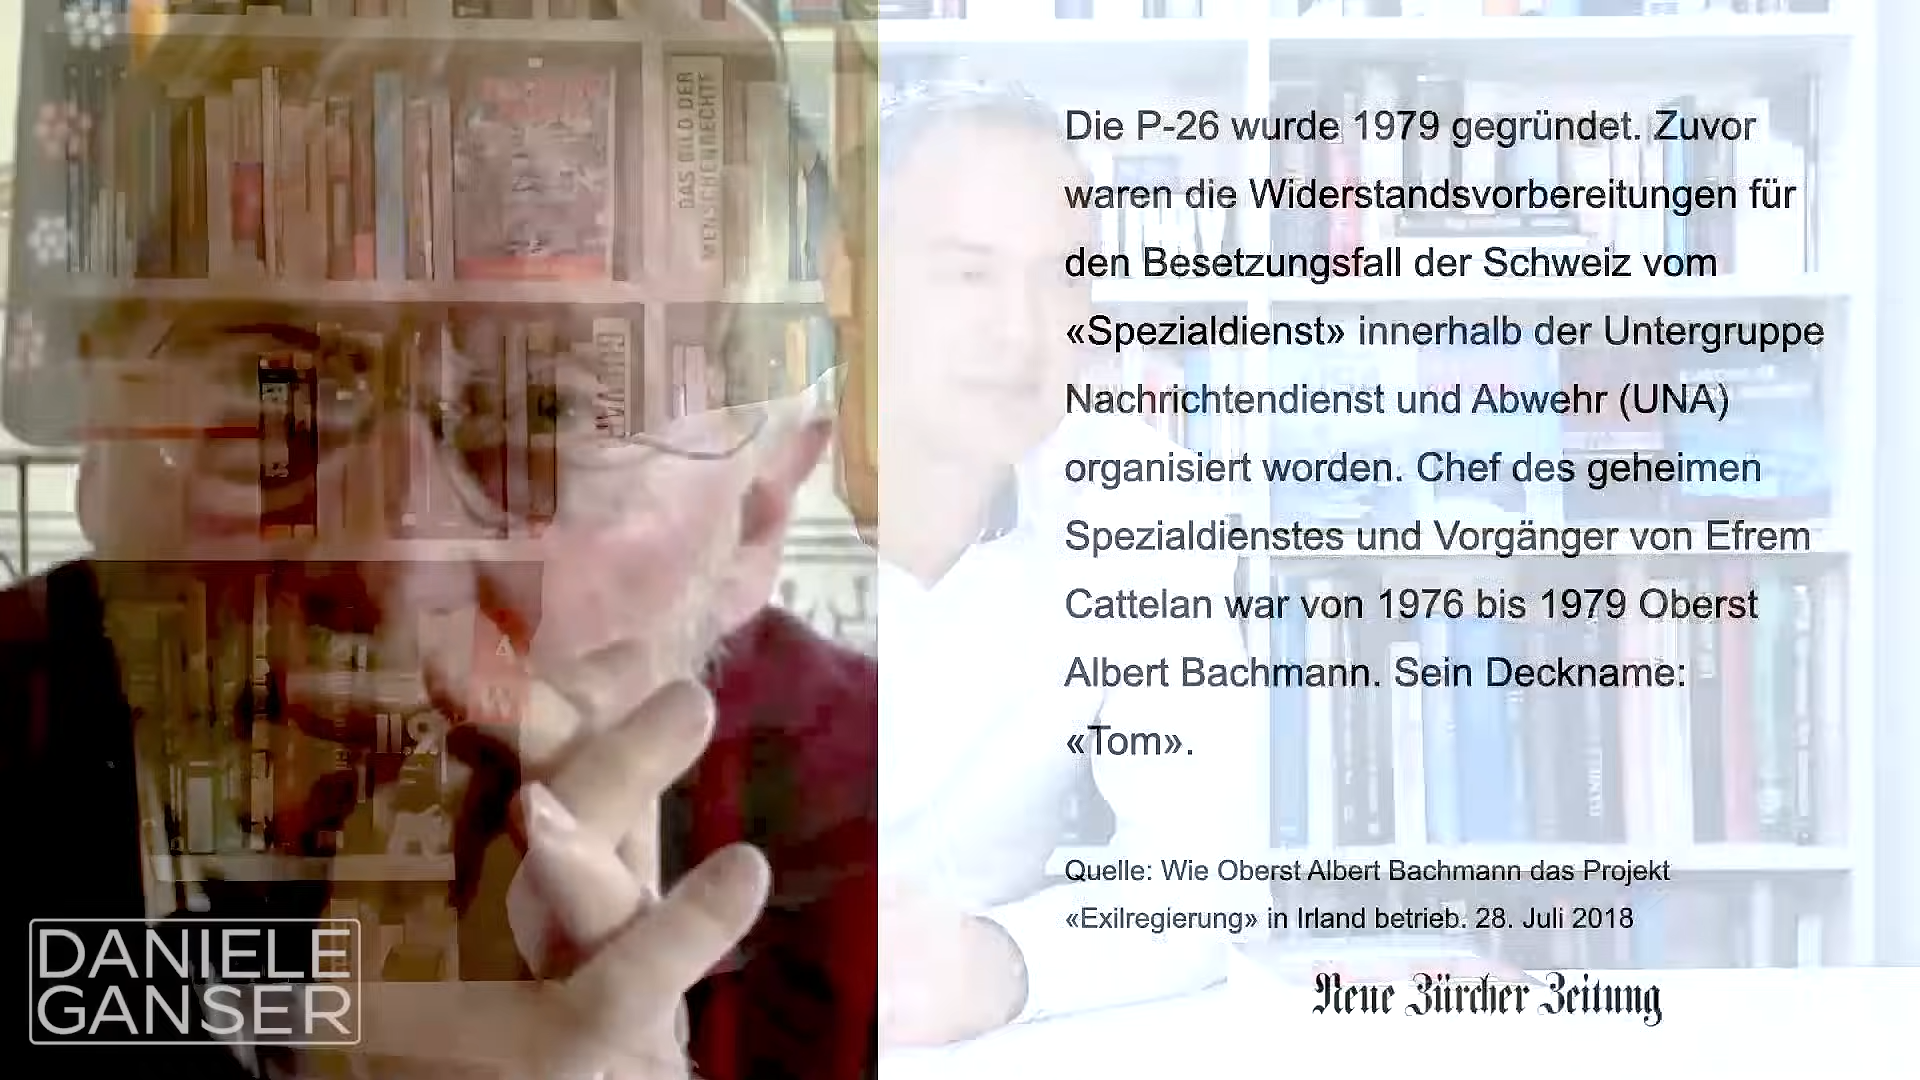 DAS BILD DER
MENSCHENRECHTE
Die P-26 wurde 1979 gegründet. Zuvor
waren die Widerstandsvorbereitungen für
den Besetzungsfall der Schweiz vom
«Spezialdienst» innerhalb der Untergruppe
Nachrichtendienst und Abwehr (UNA)
organisiert worden. Chef des geheimen
Spezialdienstes und Vorgänger von Efrem
Cattelan war von 1976 bis 1979 Oberst
Albert Bachmann. Sein Deckname:
«Tom».
Quelle: Wie Oberst Albert Bachmann das Projekt
«Exilregierung» in Irland betrieb. 28. Juli 2018
Neue Zürcher Zeitung
11.9
DANIELE
GANSER